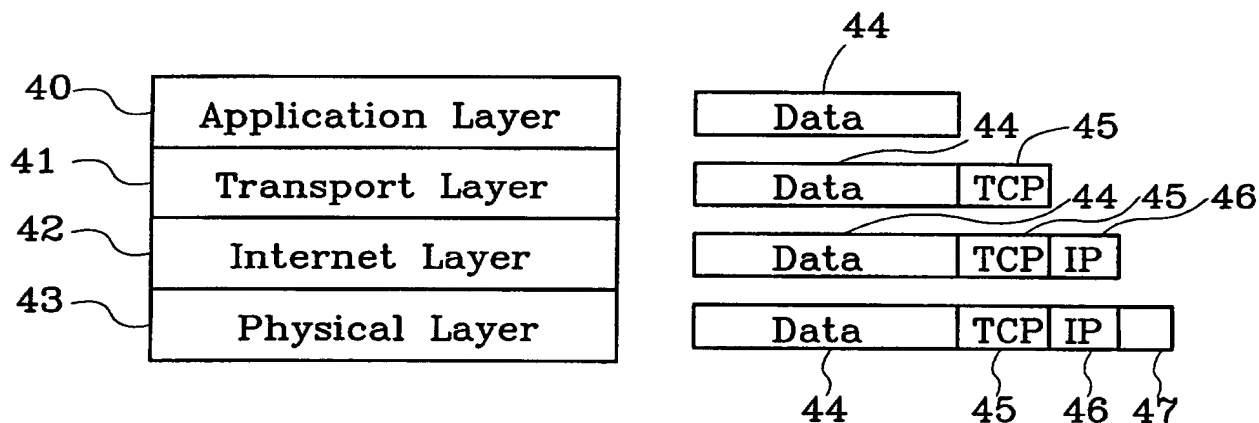 44
40
Application Layer
Data
44
45
41
Transport Layer
Data
TCP
44
45
46
42
Internet Layer
Data
TCP
IP
43
Physical Layer
Data
TCP
IP
44
45
46
47